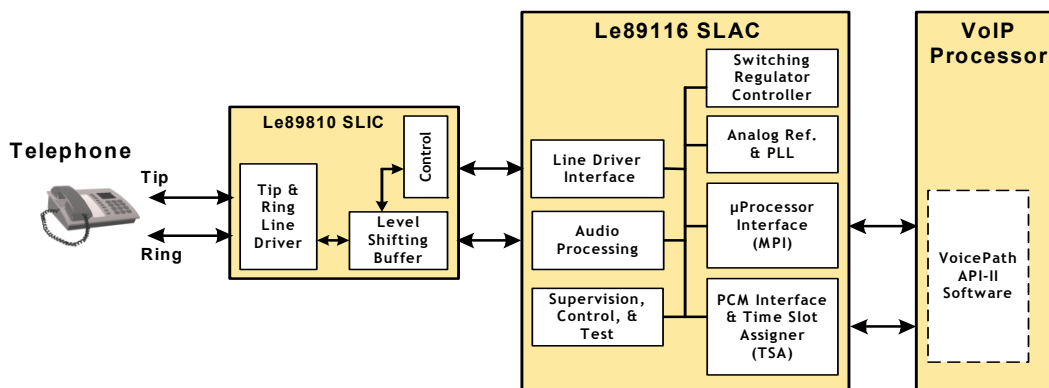 Telephone
Tip
Ring
Le89810 SLIC
Tip &
Ring
Line
Driver
Control
Level
Shifting
Buffer
Le89116 SLAC
Line Driver
Interface
Audio
Processing
Supervision,
Control, &
Test
Switching
Regulator
Controller
Analog Ref.
& PLL
µProcessor
Interface
(MPI)
PCM Interface
& Time Slot
Assigner
(TSA)
VoIP
Processor
VoicePath
API-II
Software